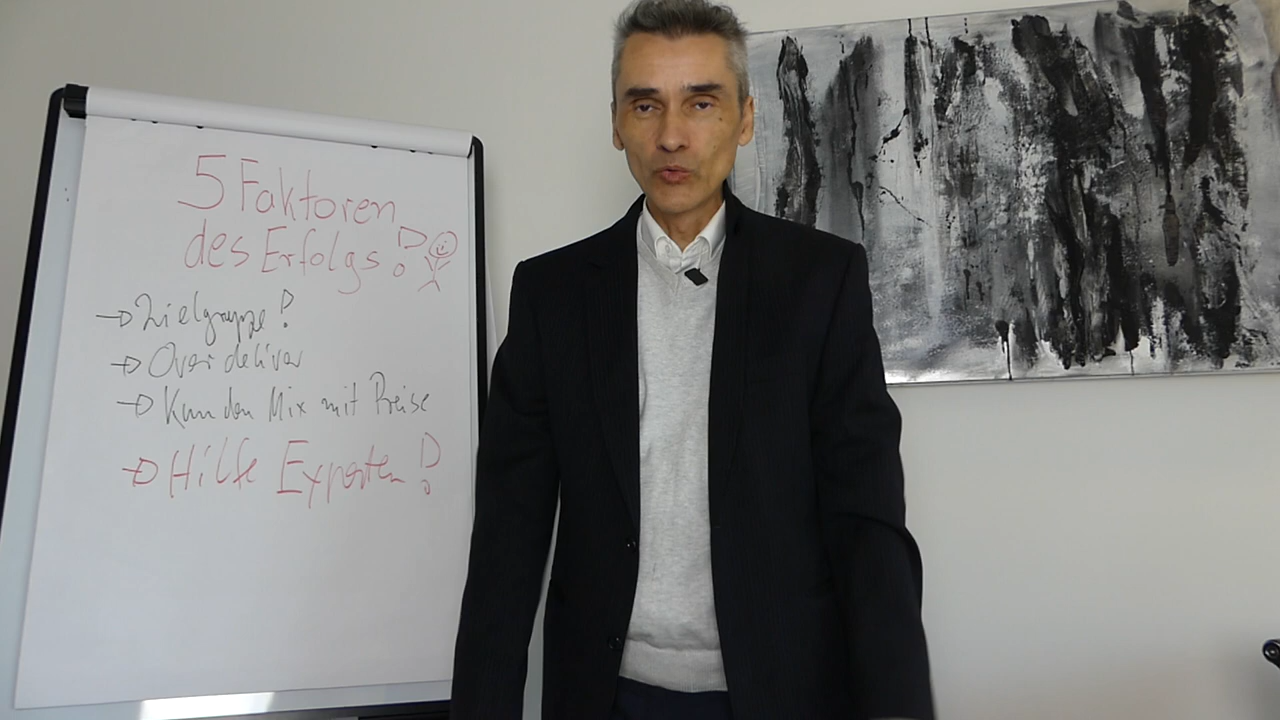 5 Faktoren
des Erfolgs!
→ Zielgruppe!
→ Over deliver
→ Kunden Mix mit Preise
→ Hilfe Experten!